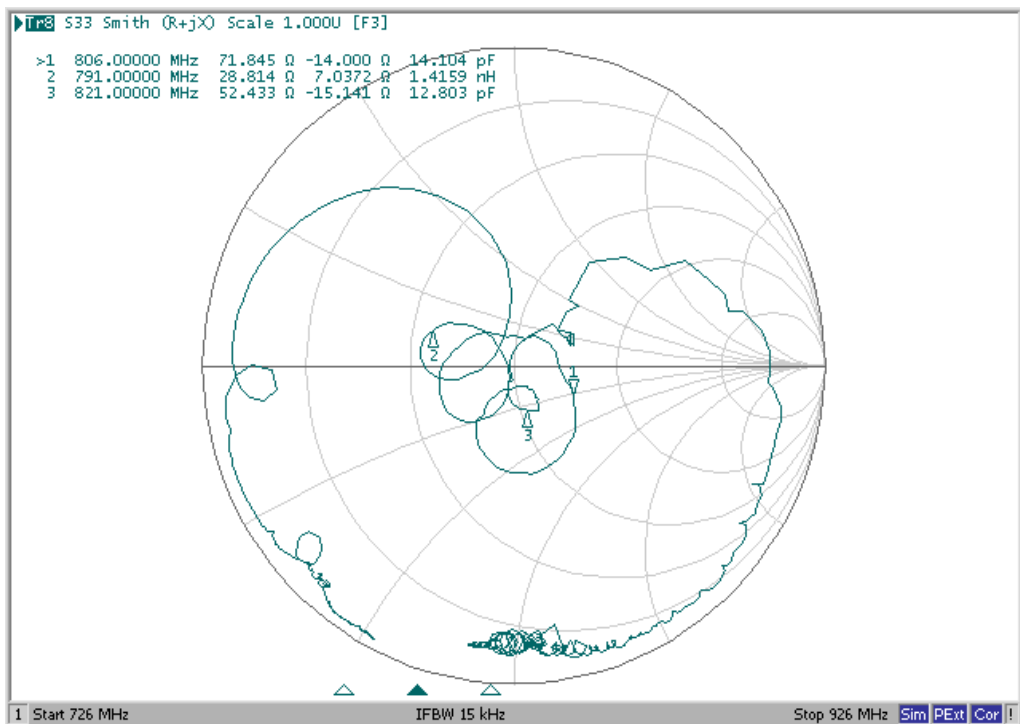 Tr8 S33 Smith (R+jX) Scale 1.000U [F3]
>1 806.00000 MHz 71.845 Ω -14.000 Ω 14.104 pF
2 791.00000 MHz 28.814 Ω 7.0372 Ω 1.4159 nH
3 821.00000 MHz 52.433 Ω -15.141 Ω 12.803 pF
2
1
3
1 Start 726 MHz IFBW 15 kHz Stop 926 MHz Sim PExt Cor !